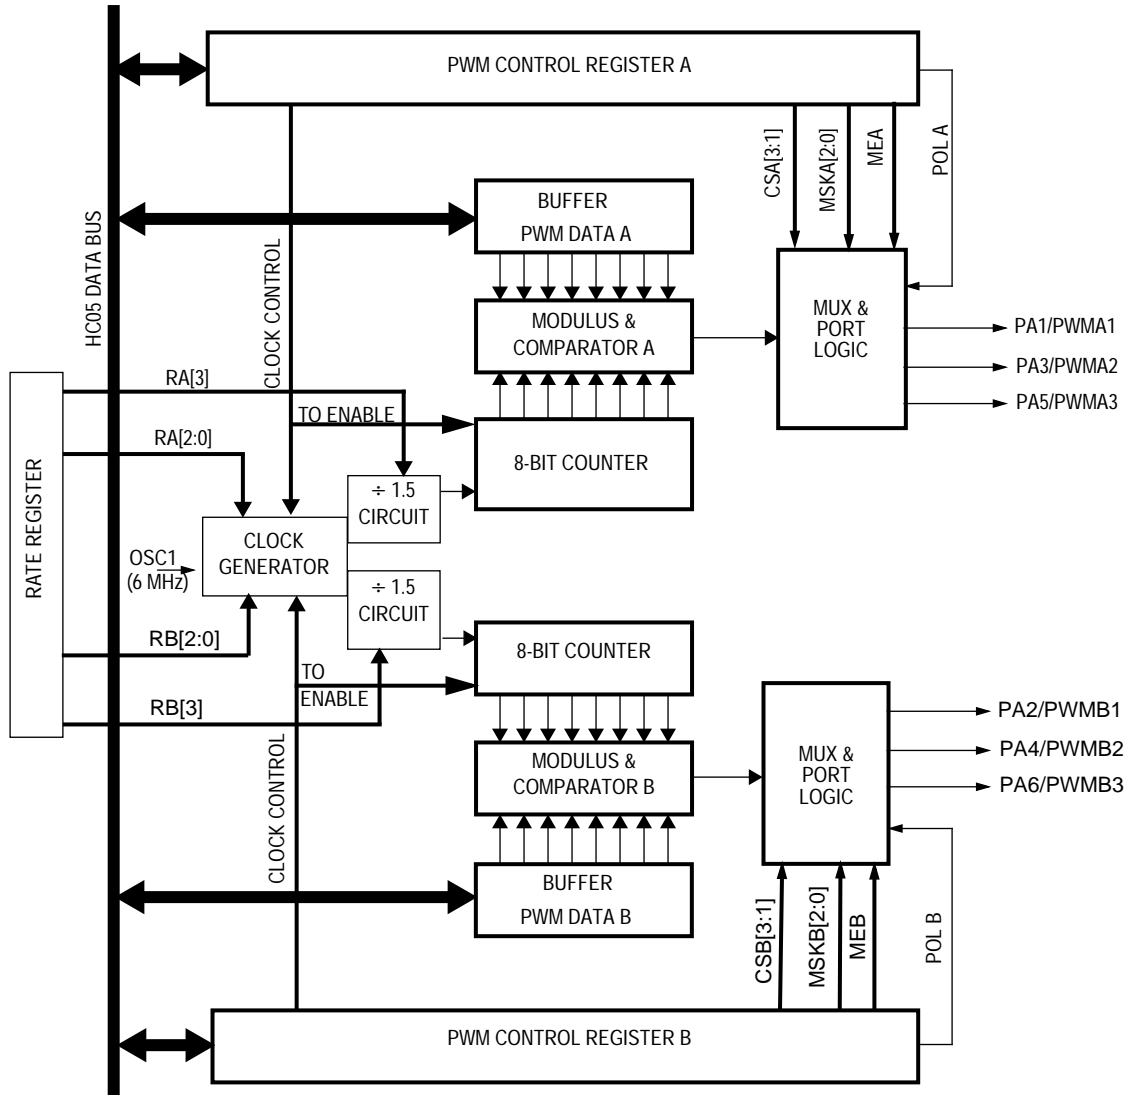 PWM CONTROL REGISTER A
CSA[3:1]
MSKA[2:0]
MEA
POL A
HC05 DATA BUS
BUFFER
PWM DATA A
CLOCK CONTROL
MODULUS &
COMPARATOR A
MUX &
PORT
LOGIC
PA1/PWMA1
PA3/PWMA2
PA5/PWMA3
RA[3]
TO ENABLE
RA[2:0]
8-BIT COUNTER
RATE REGISTER
÷ 1.5
CIRCUIT
CLOCK
GENERATOR
OSC1
(6 MHz)
÷ 1.5
CIRCUIT
RB[2:0]
8-BIT COUNTER
TO
ENABLE
RB[3]
CLOCK CONTROL
MODULUS &
COMPARATOR B
MUX &
PORT
LOGIC
PA2/PWMB1
PA4/PWMB2
PA6/PWMB3
BUFFER
PWM DATA B
CSB[3:1]
MSKB[2:0]
MEB
POL B
PWM CONTROL REGISTER B